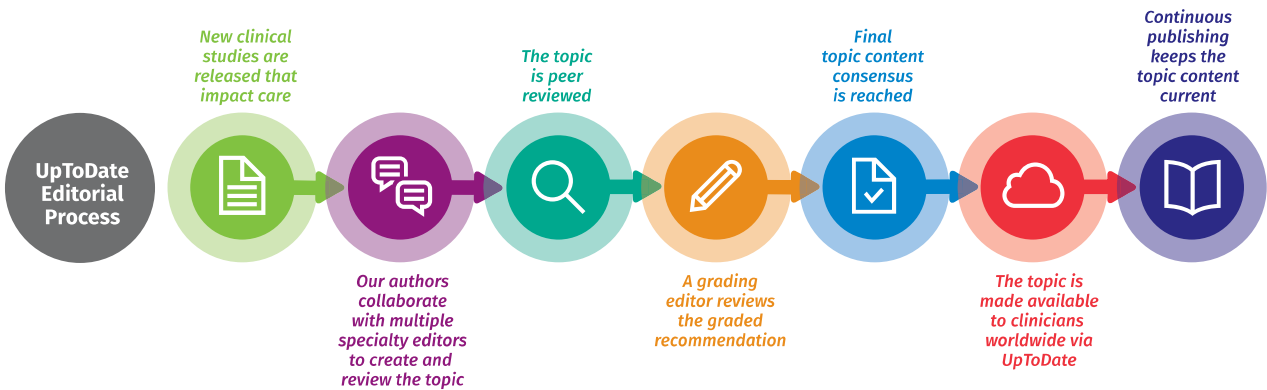 UpToDate
Editorial
Process
New clinical
studies are
released that
impact care
Our authors
collaborate
with multiple
specialty editors
to create and
review the topic
The topic
is peer
reviewed
A grading
editor reviews
the graded
recommendation
Final
topic content
consensus
is reached
The topic is
made available
to clinicians
worldwide via
UpToDate
Continuous
publishing
keeps the
topic content
current